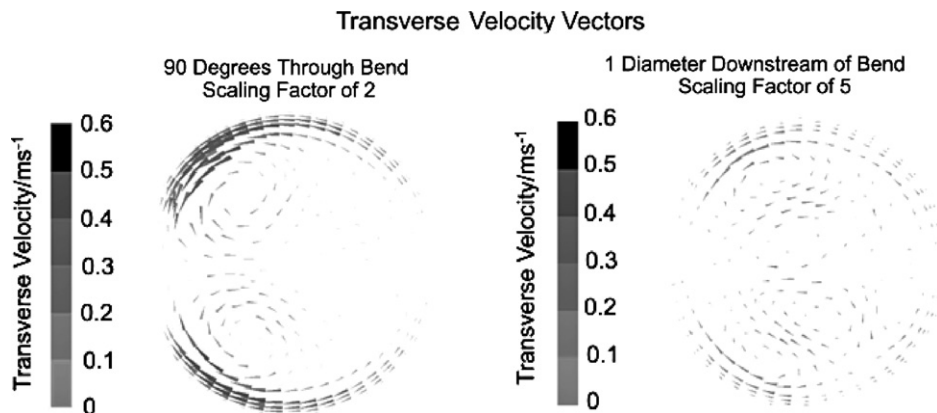 Transverse Velocity Vectors
90 Degrees Through Bend
Scaling Factor of 2
Transverse Velocity/ms⁻¹
0.6
0.5
0.4
0.3
0.2
0.1
0
1 Diameter Downstream of Bend
Scaling Factor of 5
Transverse Velocity/ms⁻¹
0.6
0.5
0.4
0.3
0.2
0.1
0